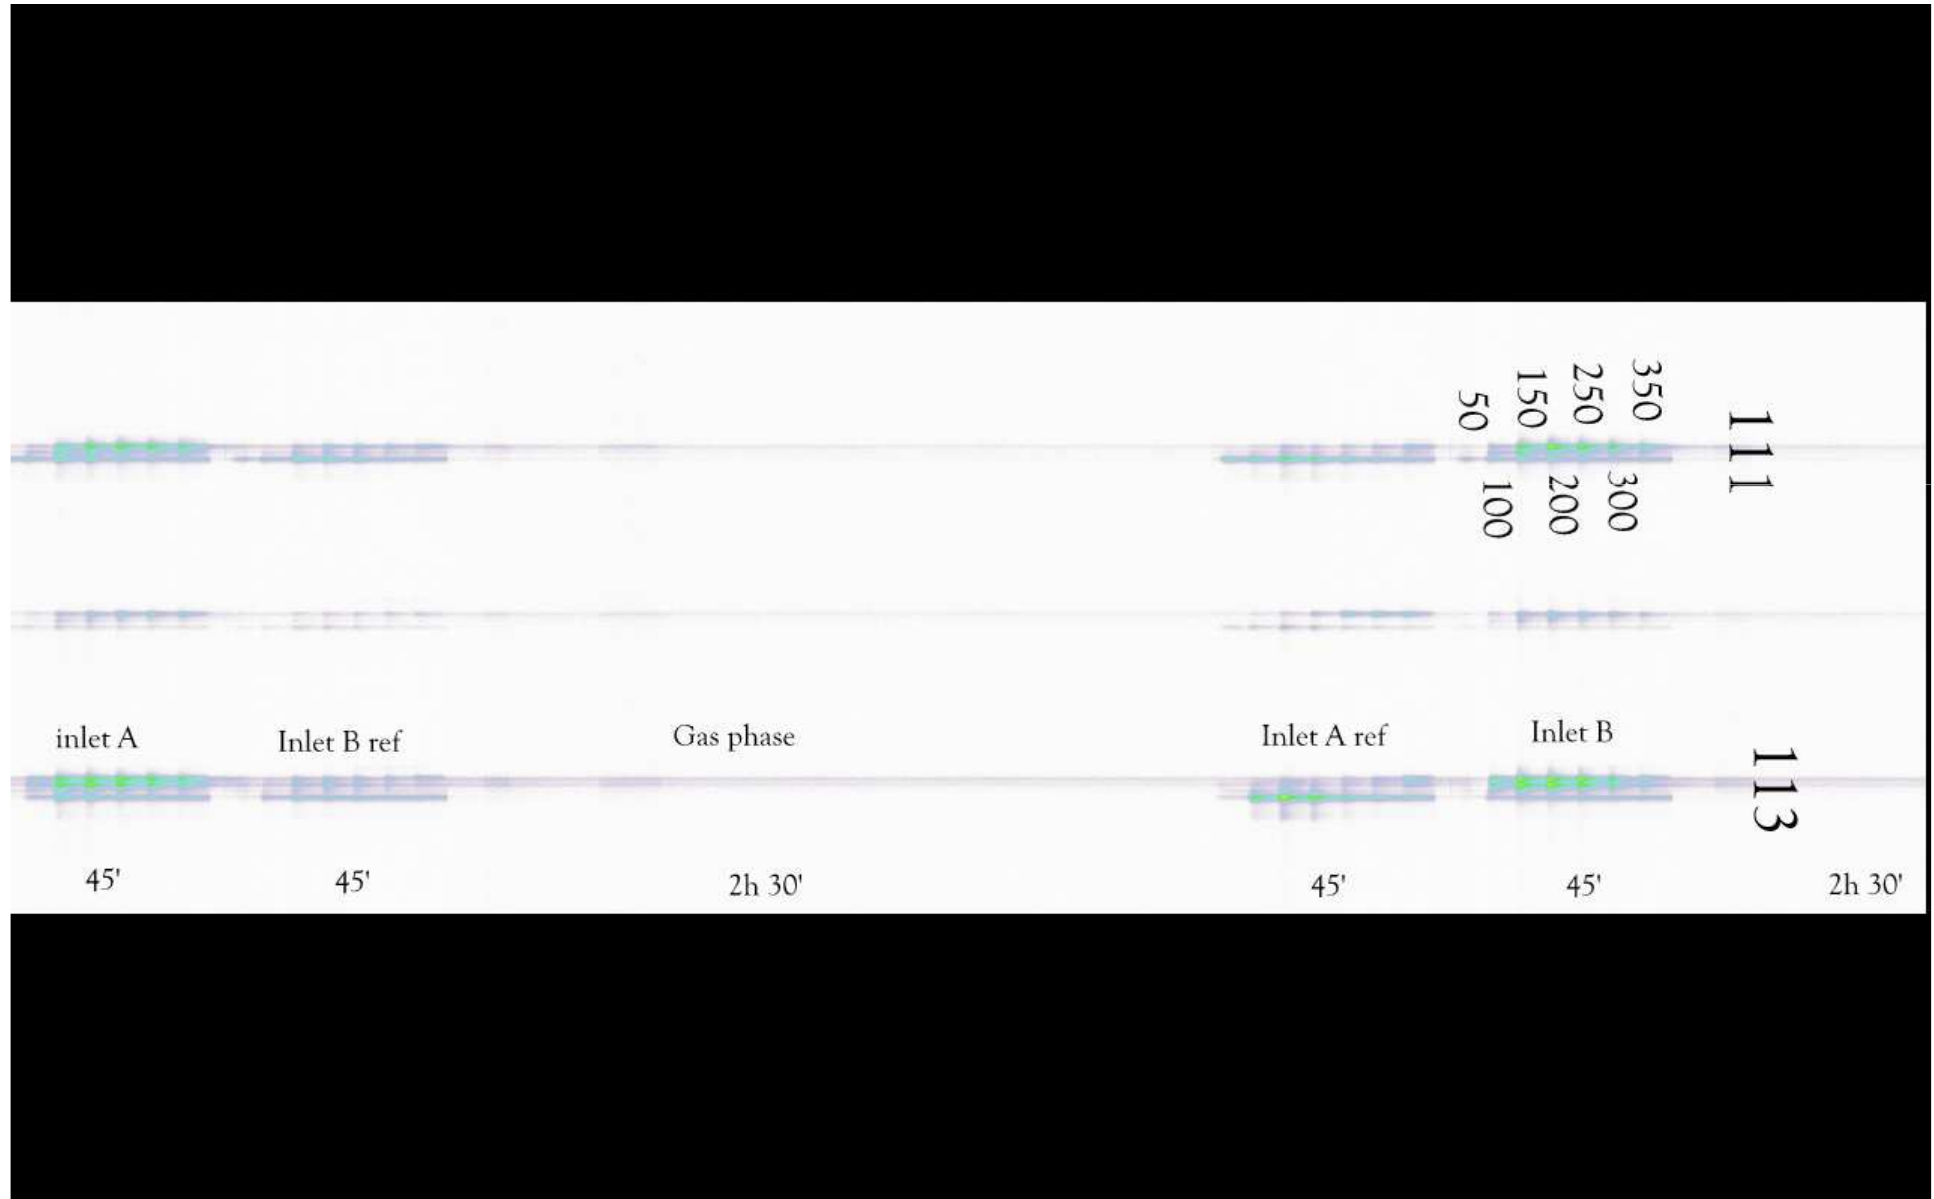 350
250
150
50
111
100
200
300
inlet A
Inlet B ref
Gas phase
Inlet A ref
Inlet B
113
45'
45'
2h 30'
45'
45'
2h 30'